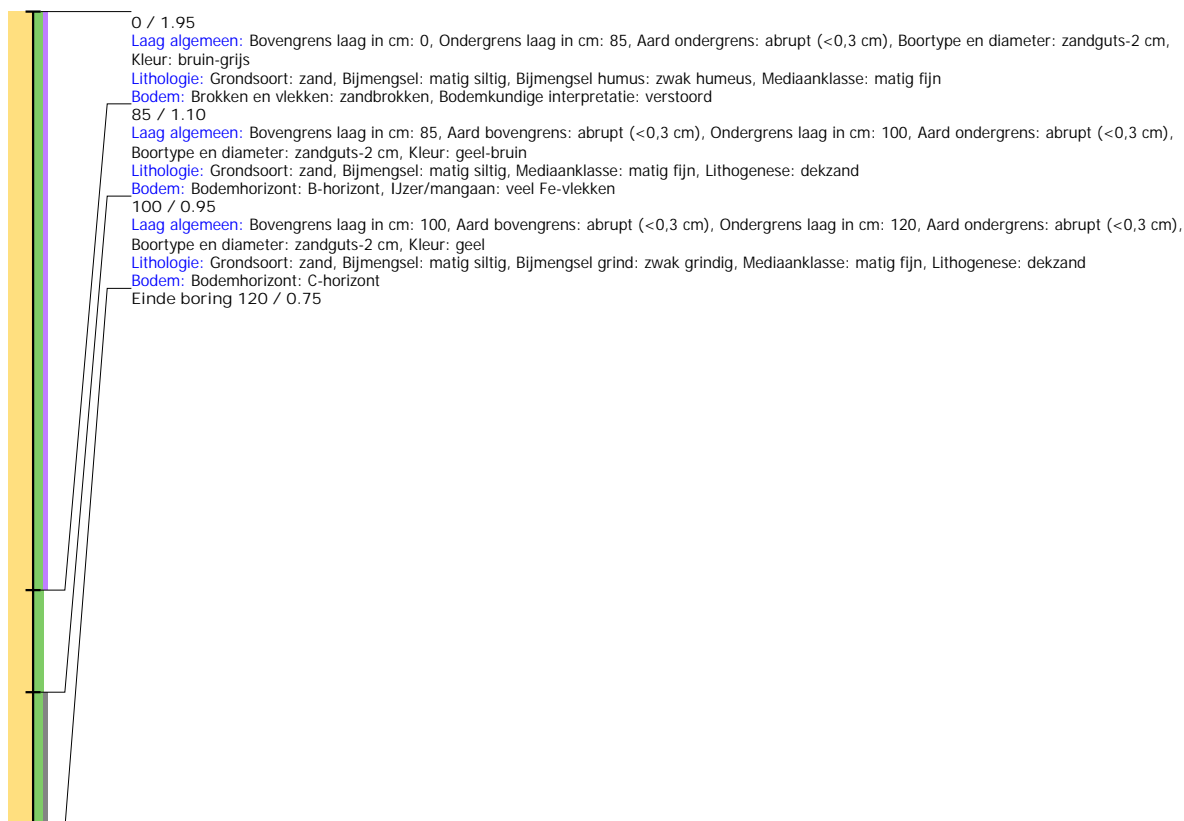 0 / 1.95
Laag algemeen: Bovengrens laag in cm: 0, Ondergrens laag in cm: 85, Aard ondergrens: abrupt (<0,3 cm), Boortype en diameter: zandguts-2 cm,
Kleur: bruin-grijs
Lithologie: Grondsoort: zand, Bijmengsel: matig siltig, Bijmengsel humus: zwak humeus, Mediaanklasse: matig fijn
Bodem: Brokken en vlekken: zandbrokken, Bodemkundige interpretatie: verstoord
85 / 1.10
Laag algemeen: Bovengrens laag in cm: 85, Aard bovengrens: abrupt (<0,3 cm), Ondergrens laag in cm: 100, Aard ondergrens: abrupt (<0,3 cm),
Boortype en diameter: zandguts-2 cm, Kleur: geel-bruin
Lithologie: Grondsoort: zand, Bijmengsel: matig siltig, Mediaanklasse: matig fijn, Lithogenese: dekzand
Bodem: Bodemhorizont: B-horizont, IJzer/mangaan: veel Fe-vlekken
100 / 0.95
Laag algemeen: Bovengrens laag in cm: 100, Aard bovengrens: abrupt (<0,3 cm), Ondergrens laag in cm: 120, Aard ondergrens: abrupt (<0,3 cm),
Boortype en diameter: zandguts-2 cm, Kleur: geel
Lithologie: Grondsoort: zand, Bijmengsel: matig siltig, Bijmengsel grind: zwak grindig, Mediaanklasse: matig fijn, Lithogenese: dekzand
Bodem: Bodemhorizont: C-horizont
Einde boring 120 / 0.75